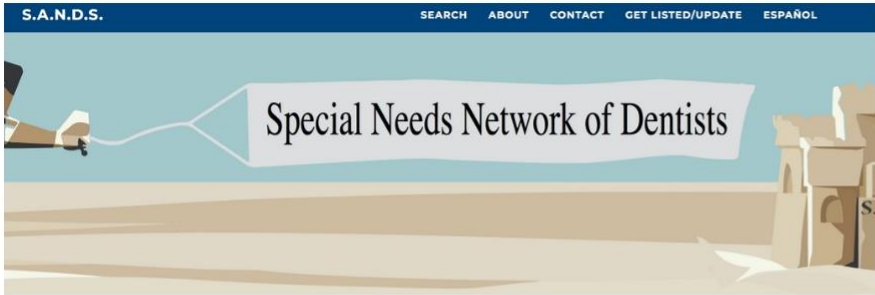 S.A.N.D.S. SEARCH ABOUT CONTACT GET LISTED/UPDATE ESPAÑOL
Special Needs Network of Dentists